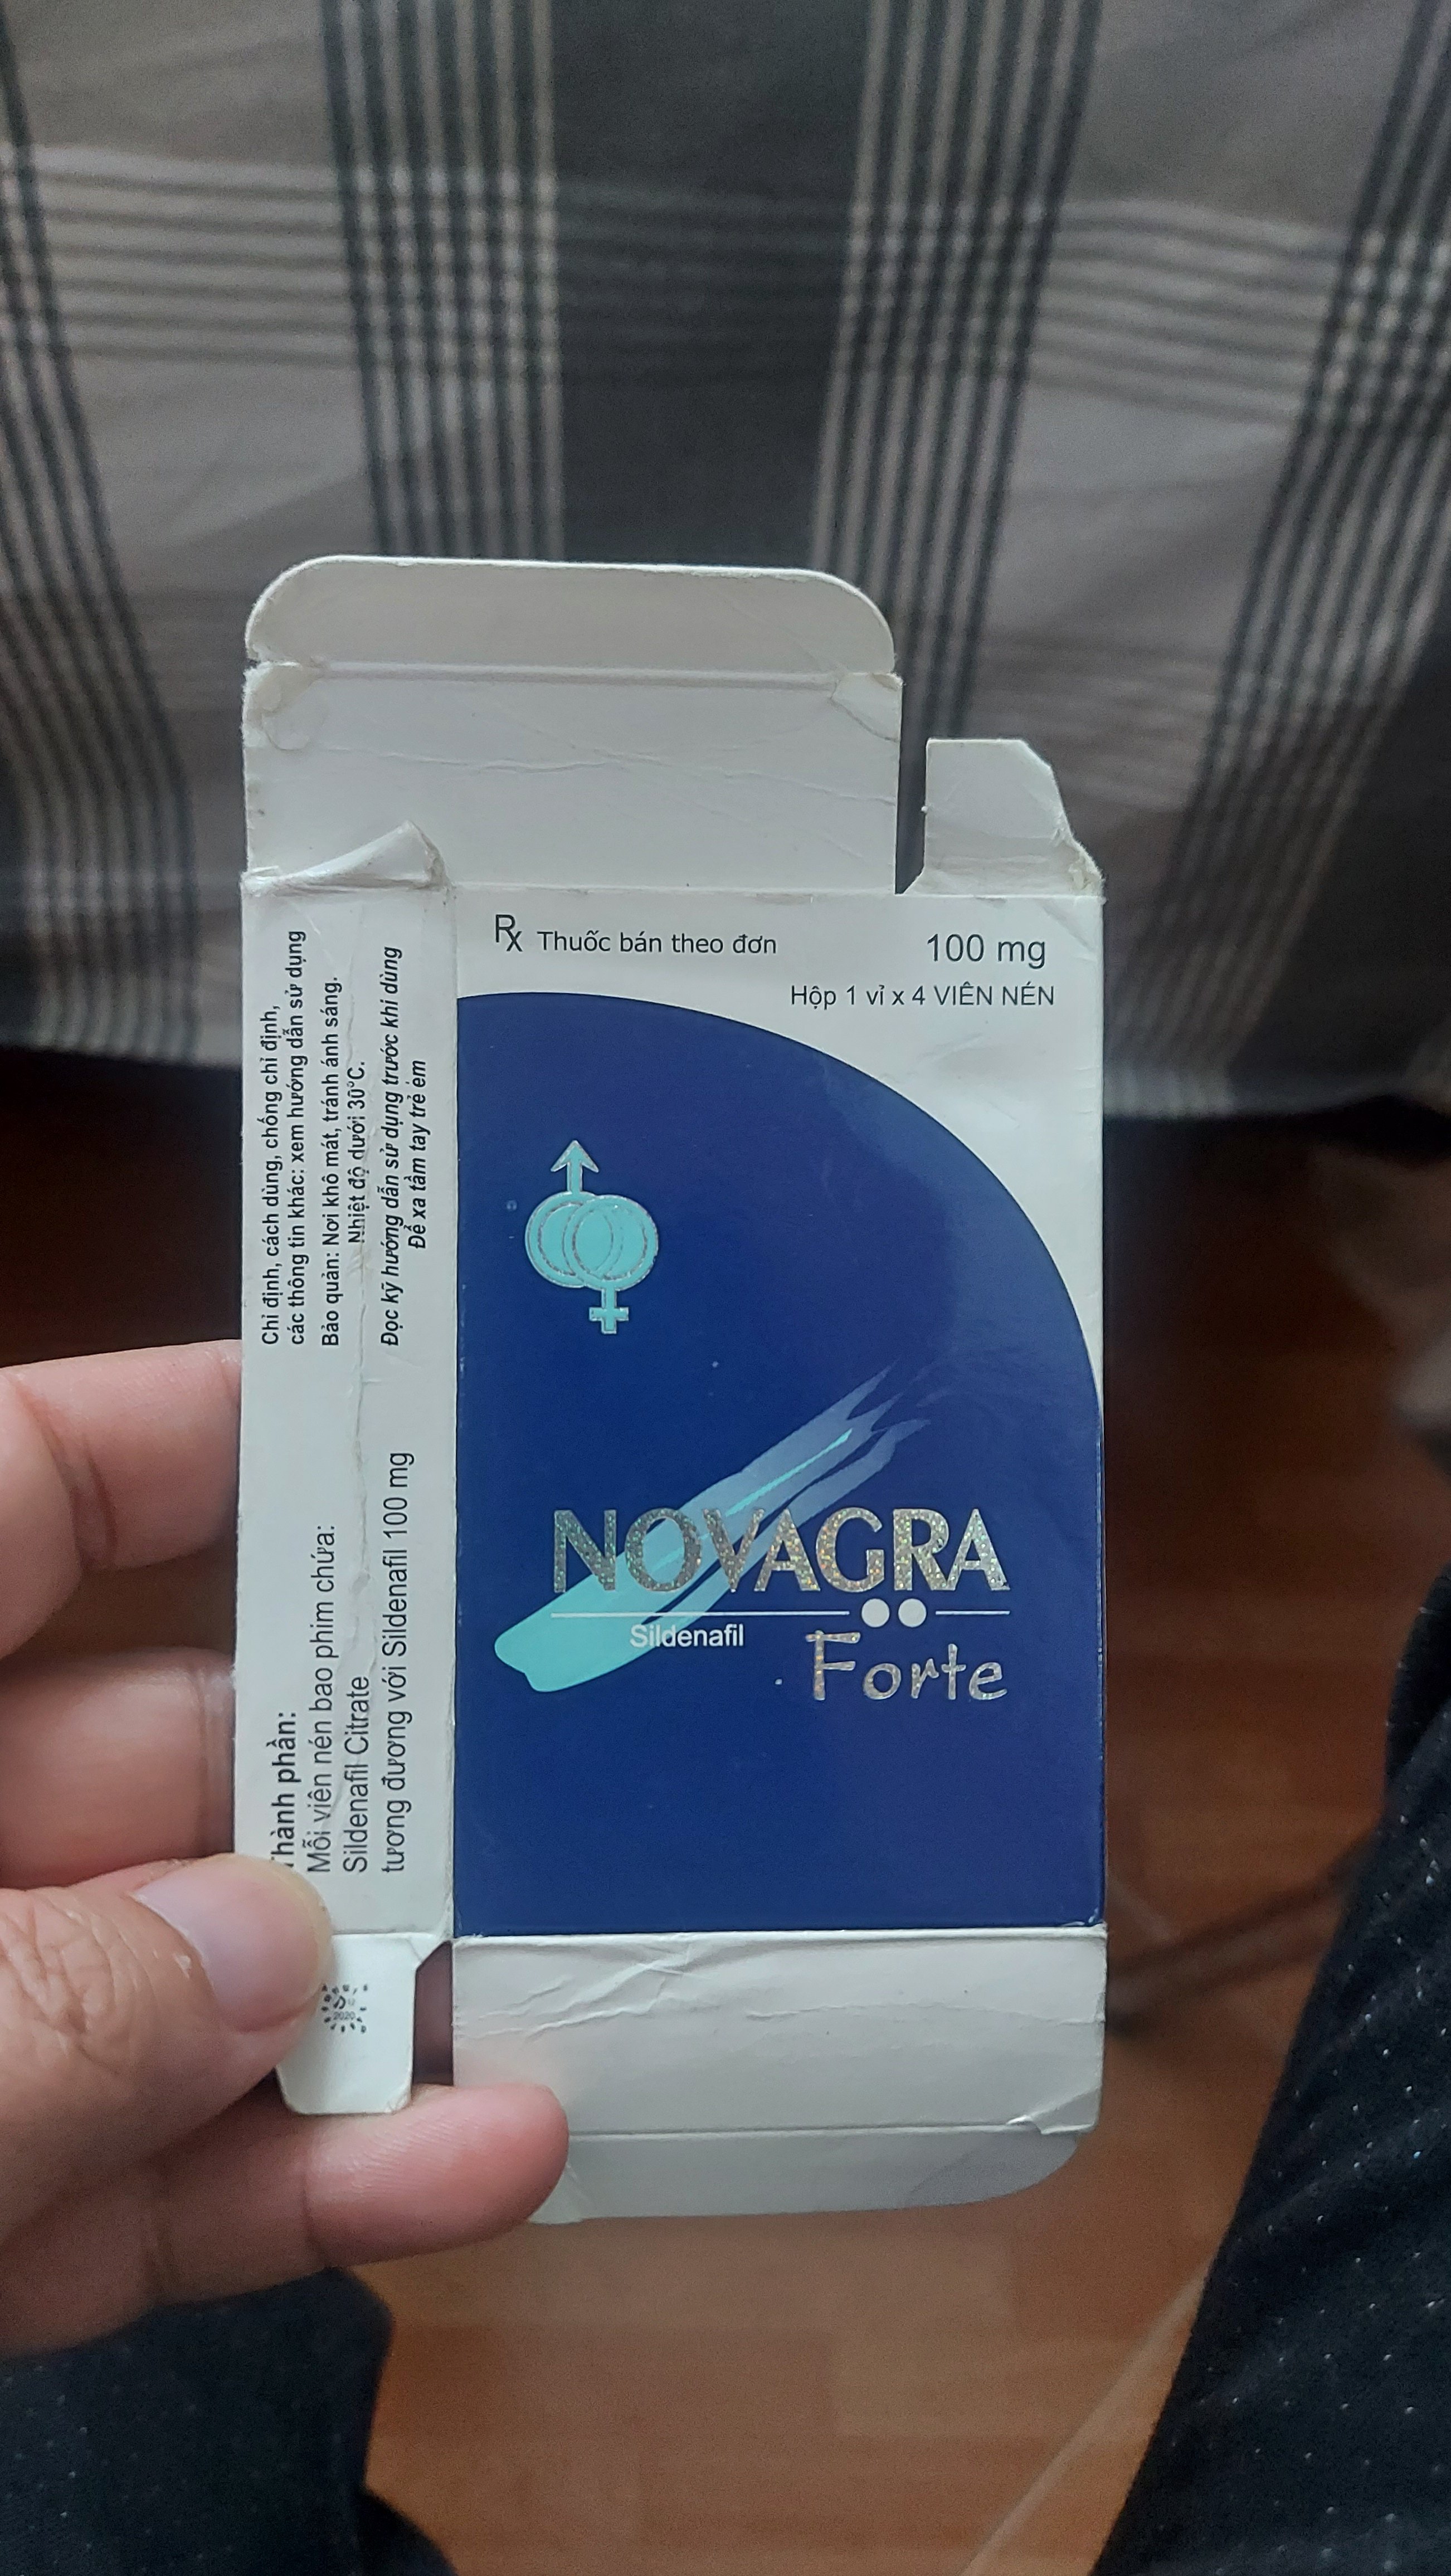 Rx Thuốc bán theo đơn
100 mg
Hộp 1 vỉ x 4 VIÊN NÉN
NOVAGRA
Sildenafil
Forte
Chỉ định, cách dùng, chống chỉ định,
các thông tin khác: xem hướng dẫn sử dụng
Bảo quản: Nơi khô mát, tránh ánh sáng.
Nhiệt độ dưới 30°C.
Đọc kỹ hướng dẫn sử dụng trước khi dùng
Để xa tầm tay trẻ em
Thành phần:
Mỗi viên nén bao phim chứa:
Sildenafil Citrate
tương đương với Sildenafil 100 mg
2020